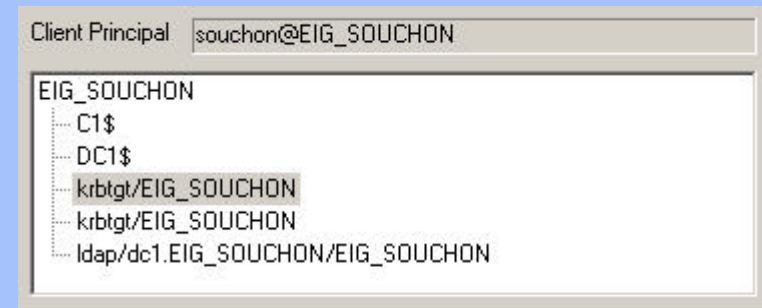 Client Principal souchon@EIG_SOUCHON
EIG_SOUCHON
C1$
DC1$
krbtgt/EIG_SOUCHON
krbtgt/EIG_SOUCHON
ldap/dc1.EIG_SOUCHON/EIG_SOUCHON